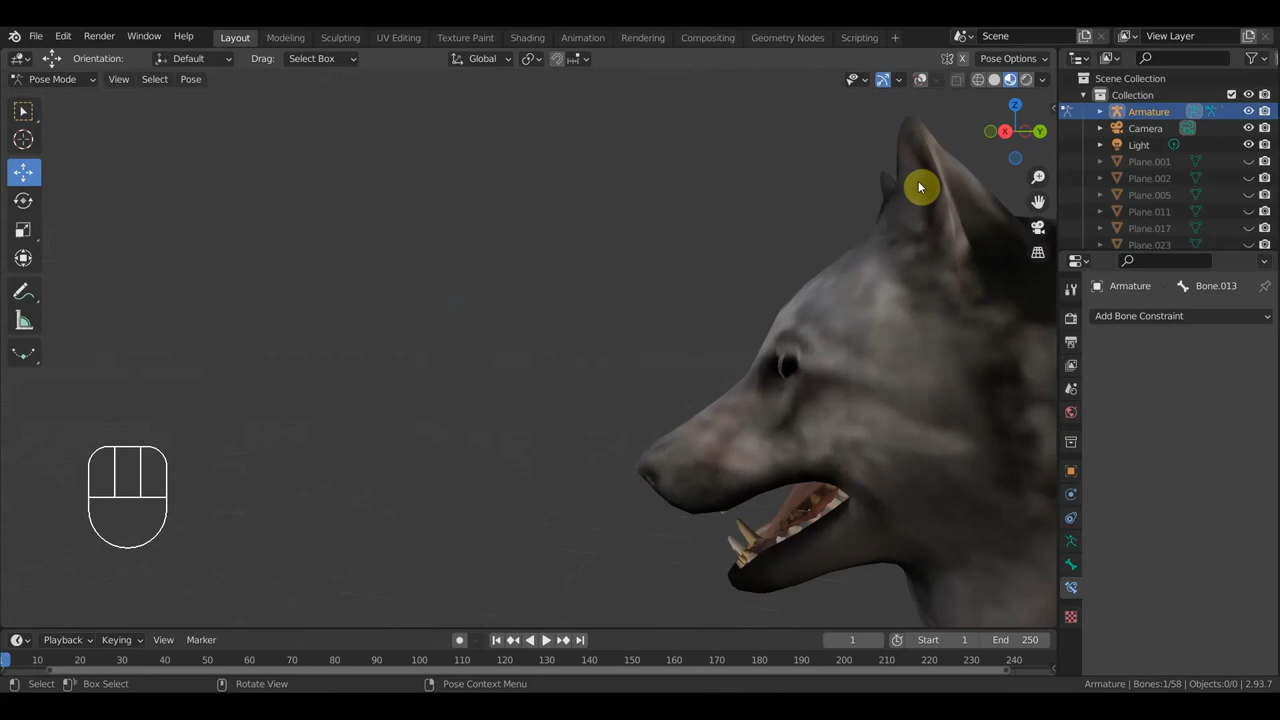 File Edit Render Window Help Layout Modeling Sculpting UV Editing Texture Paint Shading Animation Rendering Compositing Geometry Nodes Scripting + Scene View Layer
Orientation: Default Drag: Select Box Global X Pose Options
Pose Mode View Select Pose
Scene Collection
Collection
Armature
Camera
Light
Plane.001
Plane.002
Plane.005
Plane.011
Plane.017
Plane.023
Z
X
Y
Armature Bone.013
Add Bone Constraint
Playback Keying View Marker 1 Start 1 End 250
10 20 30 40 50 60 70 80 90 100 110 120 130 140 150 160 170 180 190 200 210 220 230 240
Select Box Select Rotate View Pose Context Menu Armature | Bones:1/58 | Objects:0/0 | 2.93.7